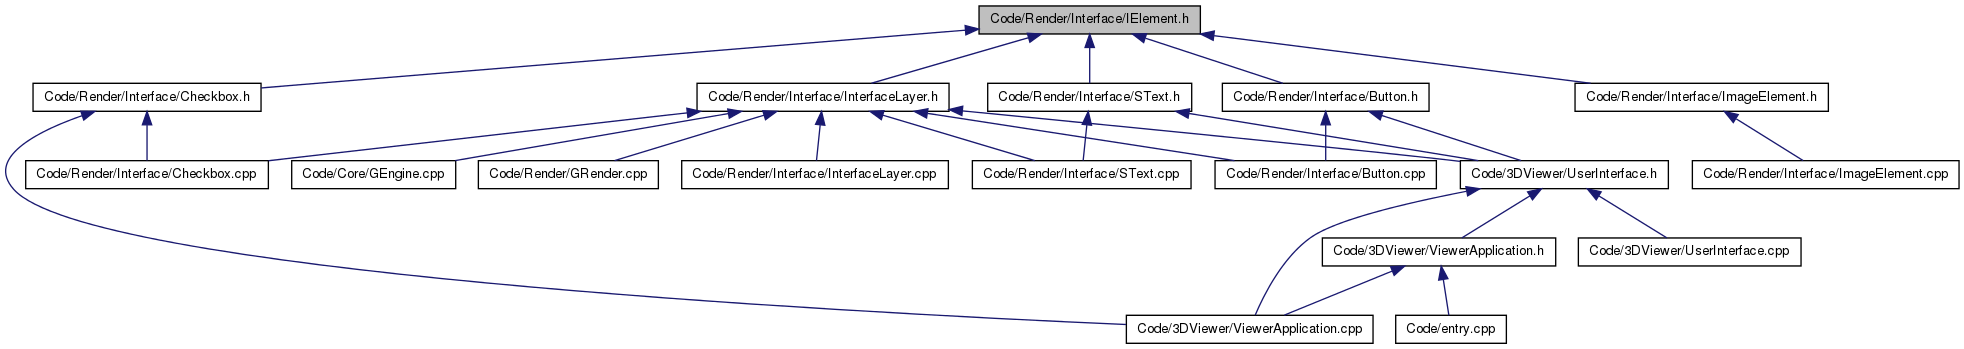 Code/Render/Interface/IElement.h
Code/Render/Interface/Checkbox.h
Code/Render/Interface/InterfaceLayer.h
Code/Render/Interface/SText.h
Code/Render/Interface/Button.h
Code/Render/Interface/ImageElement.h
Code/Render/Interface/Checkbox.cpp
Code/Core/GEngine.cpp
Code/Render/GRender.cpp
Code/Render/Interface/InterfaceLayer.cpp
Code/Render/Interface/SText.cpp
Code/Render/Interface/Button.cpp
Code/3DViewer/UserInterface.h
Code/Render/Interface/ImageElement.cpp
Code/3DViewer/ViewerApplication.h
Code/3DViewer/UserInterface.cpp
Code/3DViewer/ViewerApplication.cpp
Code/entry.cpp